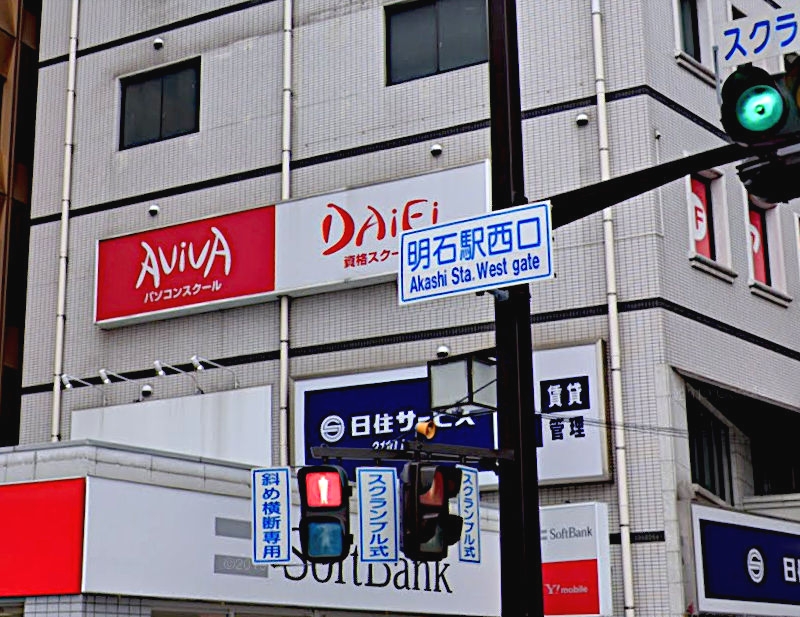 スクラ
AViVA
パソコンスクール
DAiEi
資格スクー
明石駅西口
Akashi Sta. West gate
日住サービス
賃貸
管理
斜め横断専用
スクランブル式
スクランブル式
SoftBank
SoftBank
Y!mobile
日